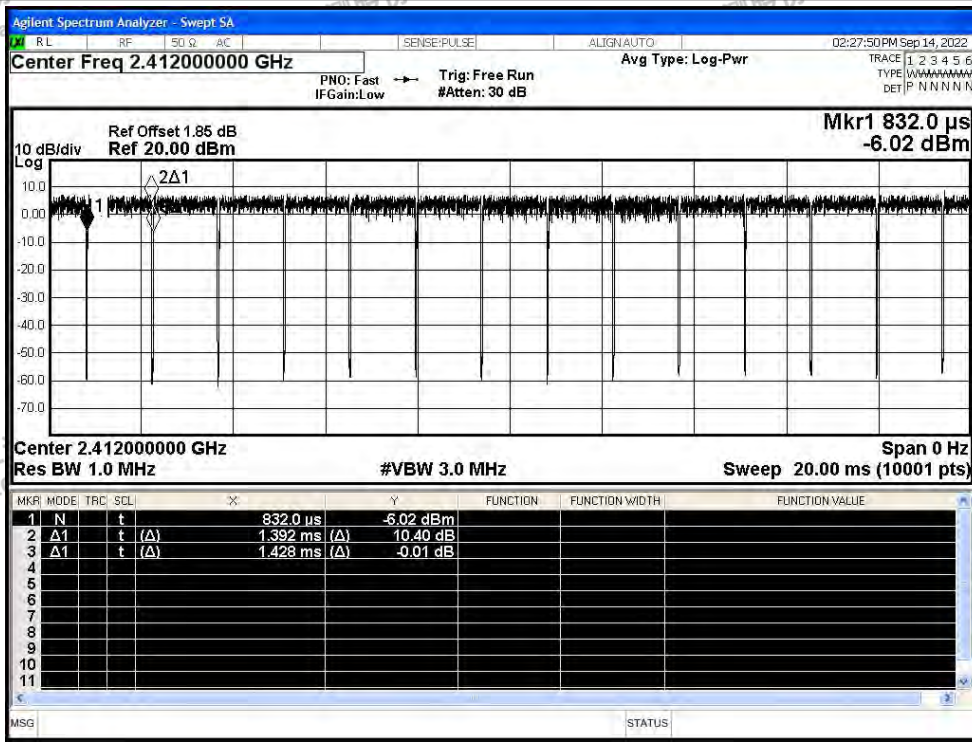 Agilent Spectrum Analyzer - Swept SA
RL RF 50 Ω AC SENSE:PULSE ALIGN AUTO 02:27:50 PM Sep 14, 2022
Center Freq 2.412000000 GHz
PNO: Fast
IFGain:Low
Trig: Free Run
#Atten: 30 dB
Avg Type: Log-Pwr
TRACE 1 2 3 4 5 6
TYPE
DET P N N N N N
Mkr1 832.0 µs
-6.02 dBm
Ref Offset 1.85 dB
10 dB/div Ref 20.00 dBm
Log
10.0
0.00
-10.0
-20.0
-30.0
-40.0
-50.0
-60.0
-70.0
2Δ1
1
Center 2.412000000 GHz Span 0 Hz
Res BW 1.0 MHz #VBW 3.0 MHz Sweep 20.00 ms (10001 pts)
MKR MODE TRC SCL X Y FUNCTION FUNCTION WIDTH FUNCTION VALUE
1 N t 832.0 µs -6.02 dBm
2 Δ1 t (Δ) 1.392 ms (Δ) 10.40 dB
3 Δ1 t (Δ) 1.428 ms (Δ) -0.01 dB
4
5
6
7
8
9
10
11
MSG STATUS